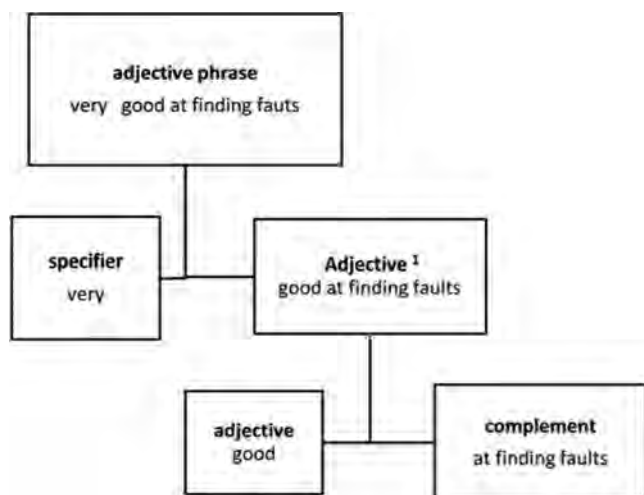 adjective phrase
very good at finding fauts
specifier
very
Adjective ¹
good at finding faults
adjective
good
complement
at finding faults